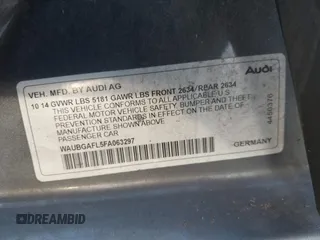 VEH. MFD. BY AUDI AG
Audi
10 14 GVWR LBS 5181 GAWR LBS FRONT 2634/REAR 2634
THIS VEHICLE CONFORMS TO ALL APPLICABLE U.S.
FEDERAL MOTOR VEHICLE SAFETY, BUMPER AND THEFT
STANDARDS IN EFFECT ON THE DATE OF MANUFACTURE
SHOWN ABOVE.
WAUBGAFL5FA063297
PASSENGER CAR
GERMANY
DREAMBID